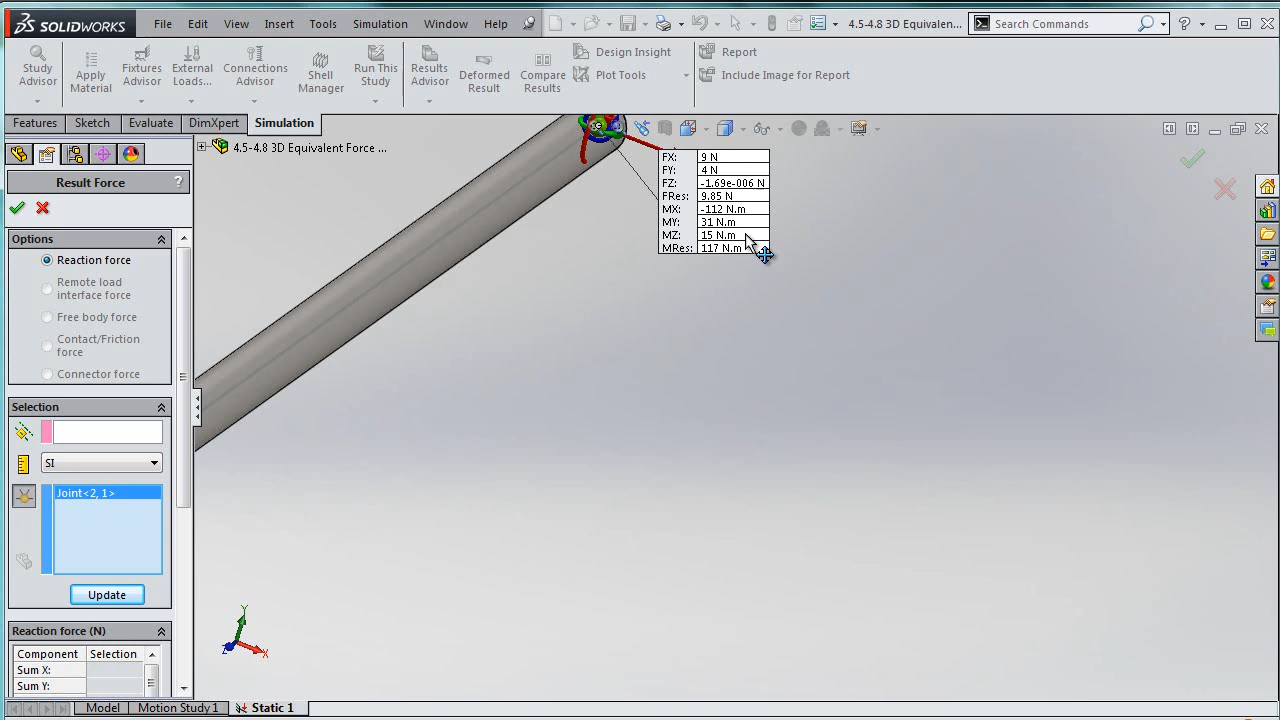 SOLIDWORKS File Edit View Insert Tools Simulation Window Help 4.5-4.8 3D Equivalen... Search Commands
Study Advisor
Apply Material
Fixtures Advisor
External Loads...
Connections Advisor
Shell Manager
Run This Study
Results Advisor
Deformed Result
Compare Results
Design Insight
Plot Tools
Report
Include Image for Report
Features Sketch Evaluate DimXpert Simulation
4.5-4.8 3D Equivalent Force ...
Result Force ?
Options
Reaction force
Remote load
interface force
Free body force
Contact/Friction
force
Connector force
Selection
SI
Joint<2, 1>
Update
Reaction force (N)
Component Selection
Sum X:
Sum Y:
FX: 9 N
FY: 4 N
FZ: -1.69e-006 N
FRes: 9.85 N
MX: -112 N.m
MY: 31 N.m
MZ: 15 N.m
MRes: 117 N.m
Y
X
Z
Model Motion Study 1 Static 1